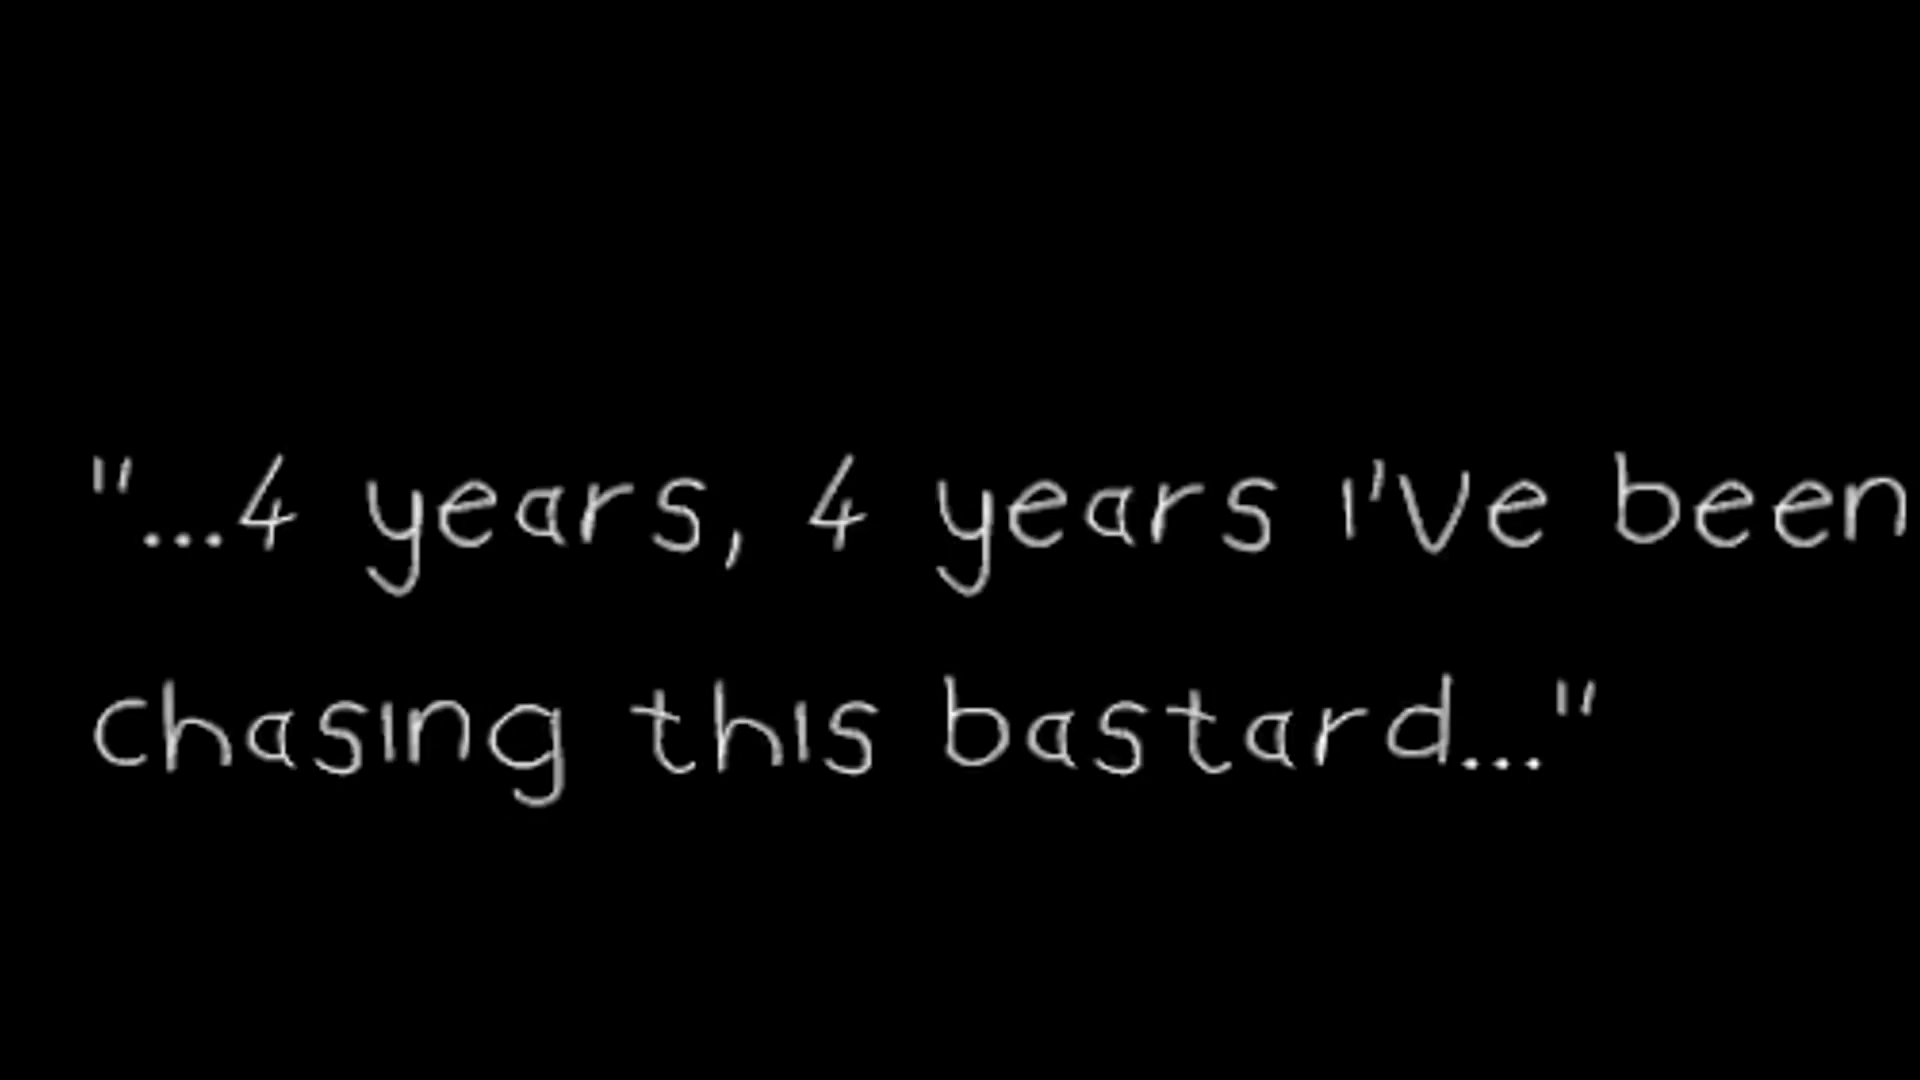 "...4 years, 4 years I've been
chasing this bastard..."